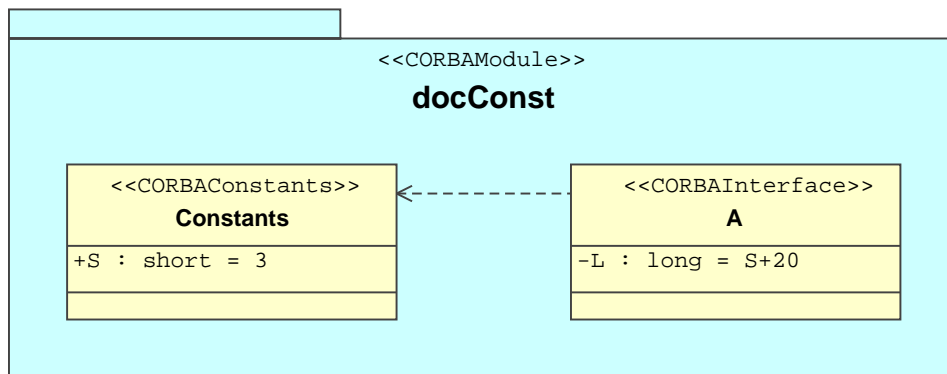 <<CORBAModule>>
docConst
<<CORBAConstants>>
Constants
+S : short = 3
<<CORBAInterface>>
A
-L : long = S+20